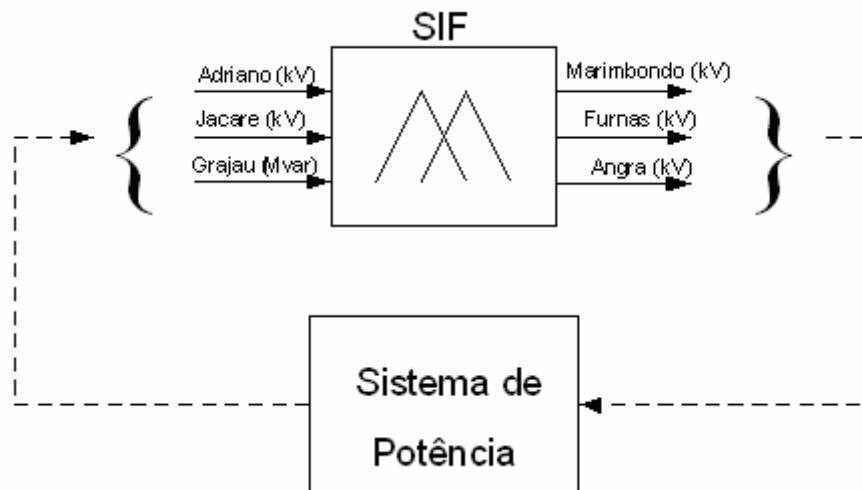 SIF
Adriano (kV)
Jacare (kV)
Grajau (Mvar)
Marimbondo (kV)
Furnas (kV)
Angra (kV)
Sistema de
Potência